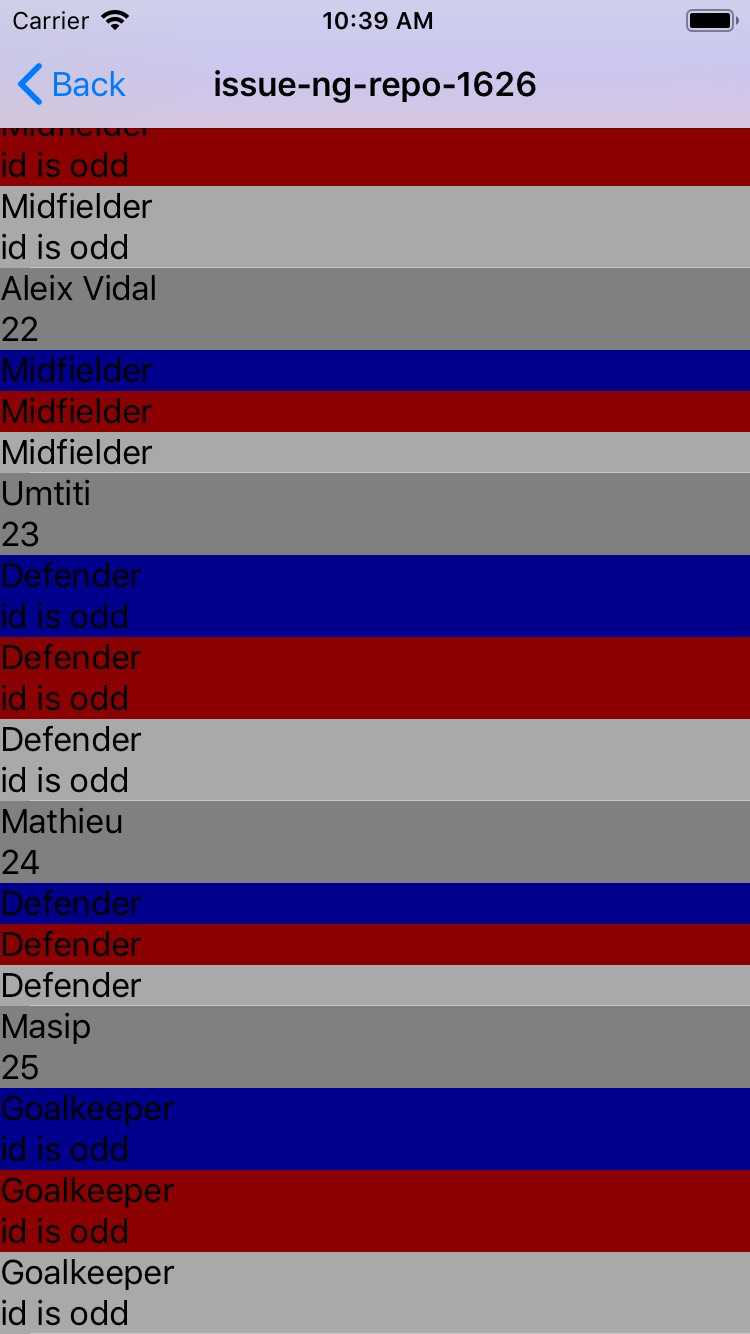 Carrier 10:39 AM
Back issue-ng-repo-1626
Midfielder
id is odd
Midfielder
id is odd
Aleix Vidal
22
Midfielder
Midfielder
Midfielder
Umtiti
23
Defender
id is odd
Defender
id is odd
Defender
id is odd
Mathieu
24
Defender
Defender
Defender
Masip
25
Goalkeeper
id is odd
Goalkeeper
id is odd
Goalkeeper
id is odd